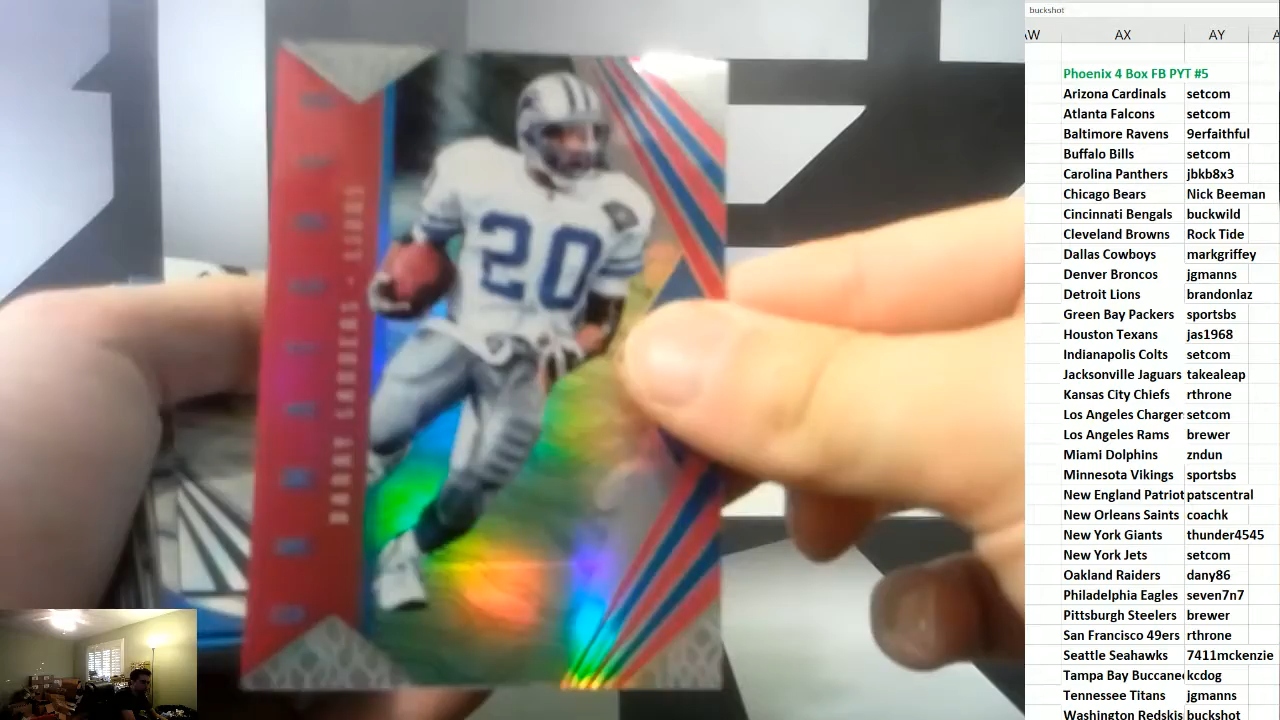 buckshot
AW AX AY
Phoenix 4 Box FB PYT #5
Arizona Cardinals setcom
Atlanta Falcons setcom
Baltimore Ravens 9erfaithful
Buffalo Bills setcom
Carolina Panthers jbkb8x3
Chicago Bears Nick Beeman
Cincinnati Bengals buckwild
Cleveland Browns Rock Tide
Dallas Cowboys markgriffey
Denver Broncos jgmanns
Detroit Lions brandonlaz
Green Bay Packers sportsbs
Houston Texans jas1968
Indianapolis Colts setcom
Jacksonville Jaguars takealeap
Kansas City Chiefs rthrone
Los Angeles Charger setcom
Los Angeles Rams brewer
Miami Dolphins zndun
Minnesota Vikings sportsbs
New England Patriot patscentral
New Orleans Saints coachk
New York Giants thunder4545
New York Jets setcom
Oakland Raiders dany86
Philadelphia Eagles seven7n7
Pittsburgh Steelers brewer
San Francisco 49ers rthrone
Seattle Seahawks 7411mckenzie
Tampa Bay Buccanee kcdog
Tennessee Titans jgmanns
Washington Redskis buckshot
BARRY SANDERS - LIONS
20